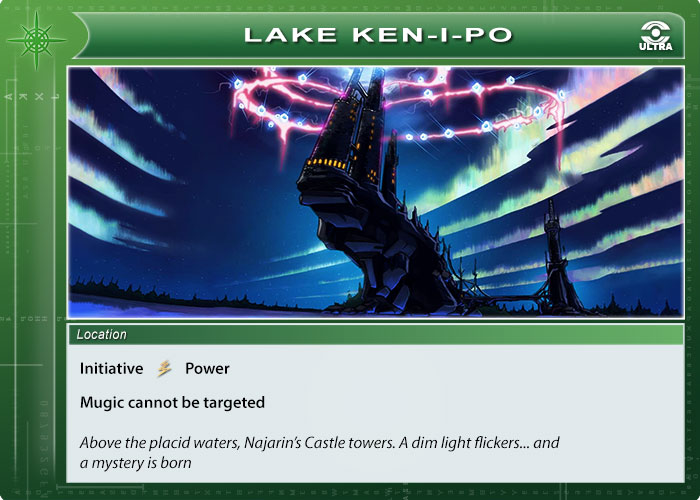 LAKE KEN-I-PO
ULTRA
Location
Initiative Power
Mugic cannot be targeted
Above the placid waters, Najarin's Castle towers. A dim light flickers... and
a mystery is born